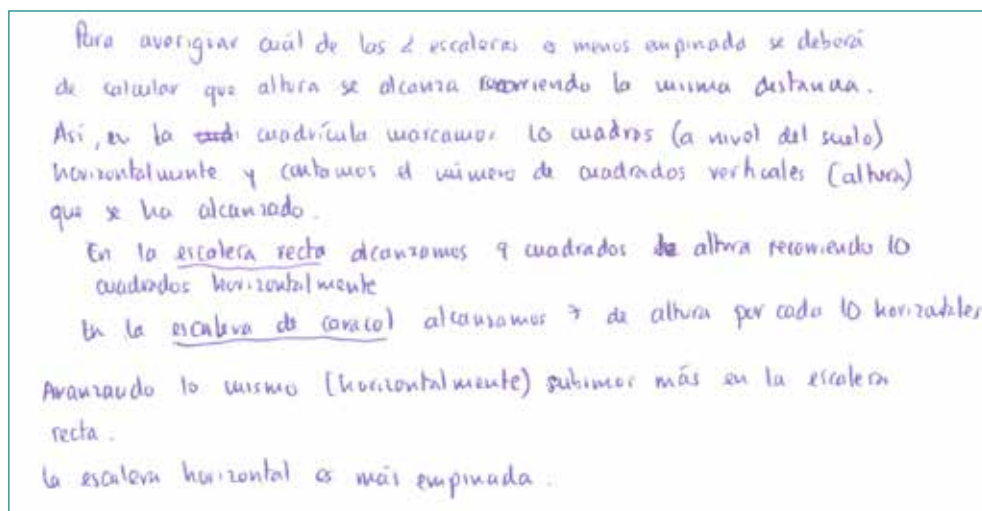 Para averiguar cuál de las 2 escaleras es menos empinada se deberá
de calcular que altura se alcanza recorriendo la misma distancia.
Así, en la cuadrícula marcamos 10 cuadros (a nivel del suelo)
horizontalmente y contamos el número de cuadrados verticales (altura)
que se ha alcanzado.
En la escalera recta alcanzamos 9 cuadrados de altura recorriendo 10
cuadrados horizontalmente
En la escalera de caracol alcanzamos 7 de altura por cada 10 horizontales
Avanzando lo mismo (horizontalmente) subimos más en la escalera
recta.
La escalera horizontal es más empinada.